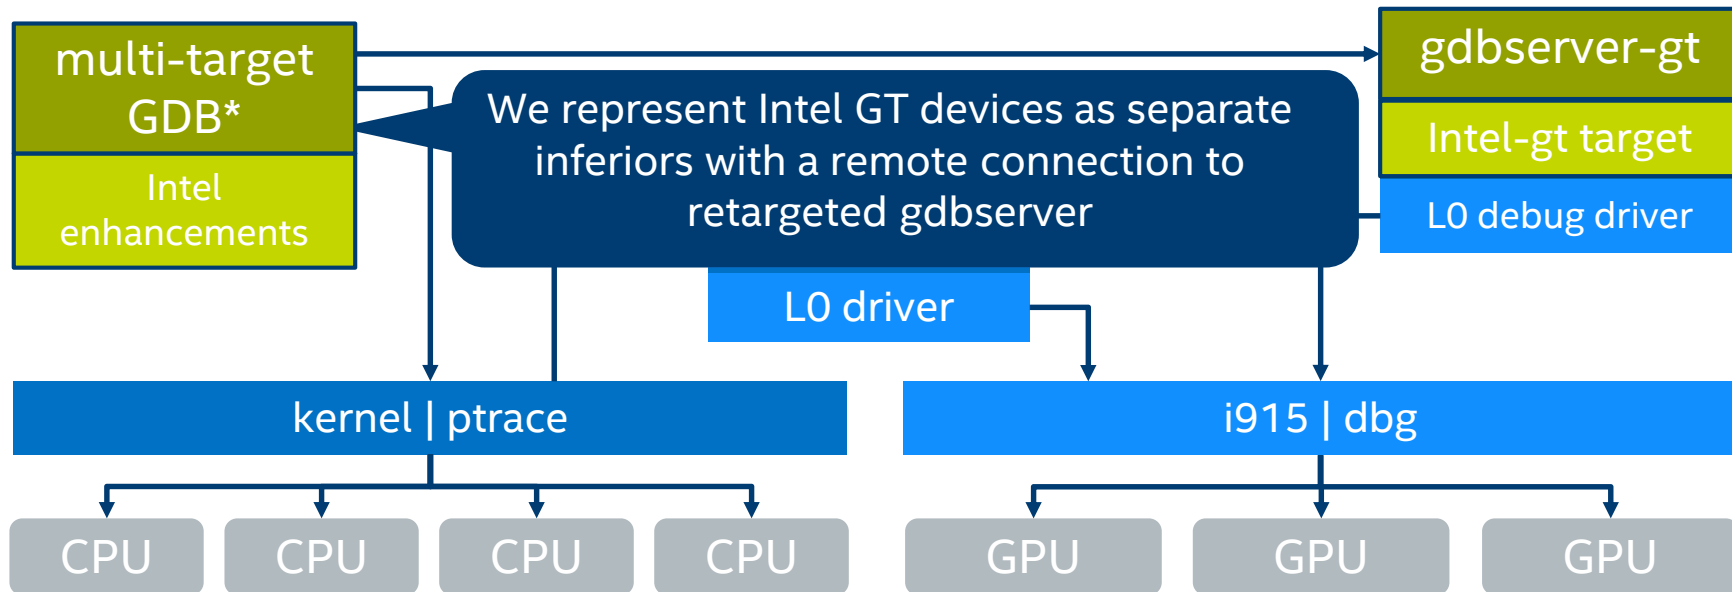 multi-target
GDB*
Intel
enhancements
We represent Intel GT devices as separate
inferiors with a remote connection to
retargeted gdbserver
gdbserver-gt
Intel-gt target
L0 debug driver
L0 driver
kernel | ptrace
i915 | dbg
CPU
CPU
CPU
CPU
GPU
GPU
GPU